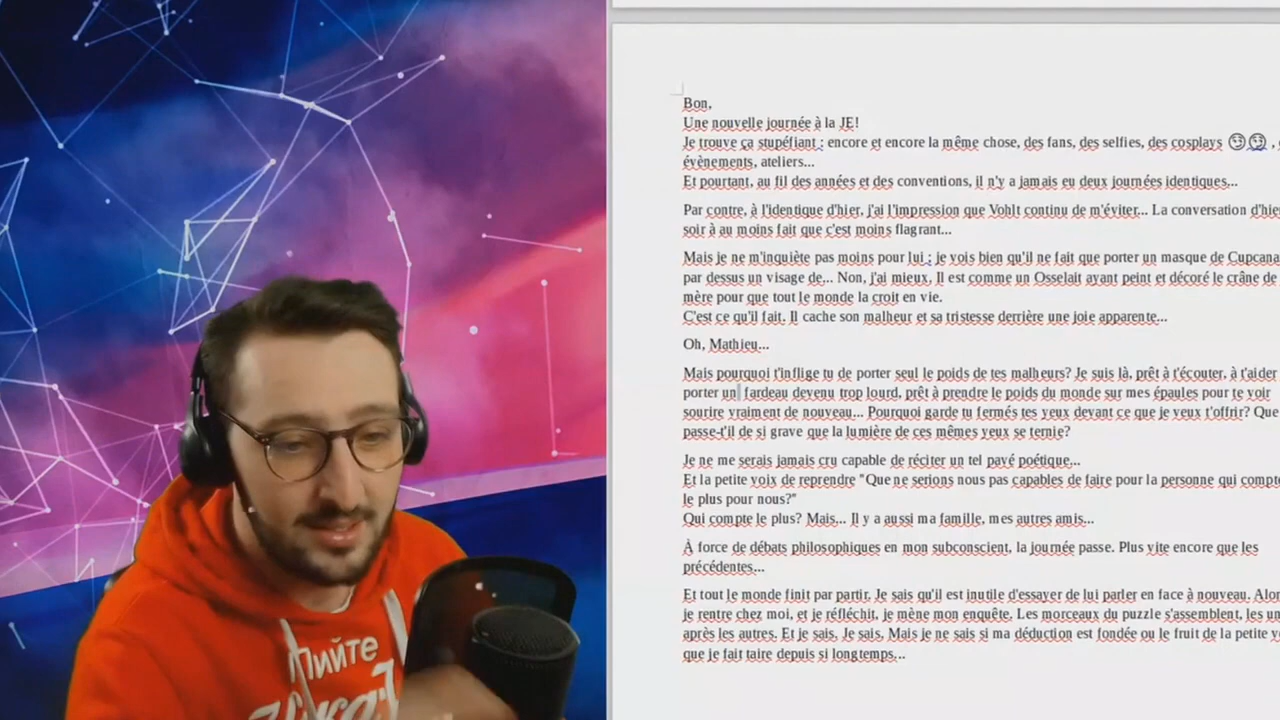 Bon,
Une nouvelle journée à la JE!
Je trouve ça stupéfiant : encore et encore la même chose, des fans, des selfies, des cosplays 😏😏 ,
évènements, ateliers...
Et pourtant, au fil des années et des conventions, il n'y a jamais eu deux journées identiques...
Par contre, à l'identique d'hier, j'ai l'impression que Vohlt continu de m'éviter... La conversation d'hie
soir à au moins fait que c'est moins flagrant...
Mais je ne m'inquiète pas moins pour lui : je vois bien qu'il ne fait que porter un masque de Cupcana
par dessus un visage de... Non, j'ai mieux. Il est comme un Osselait ayant peint et décoré le crâne de
mère pour que tout le monde la croit en vie.
C'est ce qu'il fait. Il cache son malheur et sa tristesse derrière une joie apparente...
Oh, Mathieu...
Mais pourquoi t'inflige tu de porter seul le poids de tes malheurs? Je suis là, prêt à t'écouter, à t'aider
porter un fardeau devenu trop lourd, prêt à prendre le poids du monde sur mes épaules pour te voir
sourire vraiment de nouveau... Pourquoi garde tu fermés tes yeux devant ce que je veux t'offrir? Que
passe-t'il de si grave que la lumière de ces mêmes yeux se ternie?
Je ne me serais jamais cru capable de réciter un tel pavé poétique...
Et la petite voix de reprendre "Que ne serions nous pas capables de faire pour la personne qui compte
le plus pour nous?"
Qui compte le plus? Mais... Il y a aussi ma famille, mes autres amis...
À force de débats philosophiques en mon subconscient, la journée passe. Plus vite encore que les
précédentes...
Et tout le monde finit par partir. Je sais qu'il est inutile d'essayer de lui parler en face à nouveau. Alor
je rentre chez moi, et je réfléchit, je mène mon enquête. Les morceaux du puzzle s'assemblent, les un
après les autres. Et je sais. Je sais. Mais je ne sais si ma déduction est fondée ou le fruit de la petite v
que je fait taire depuis si longtemps...
Пийте